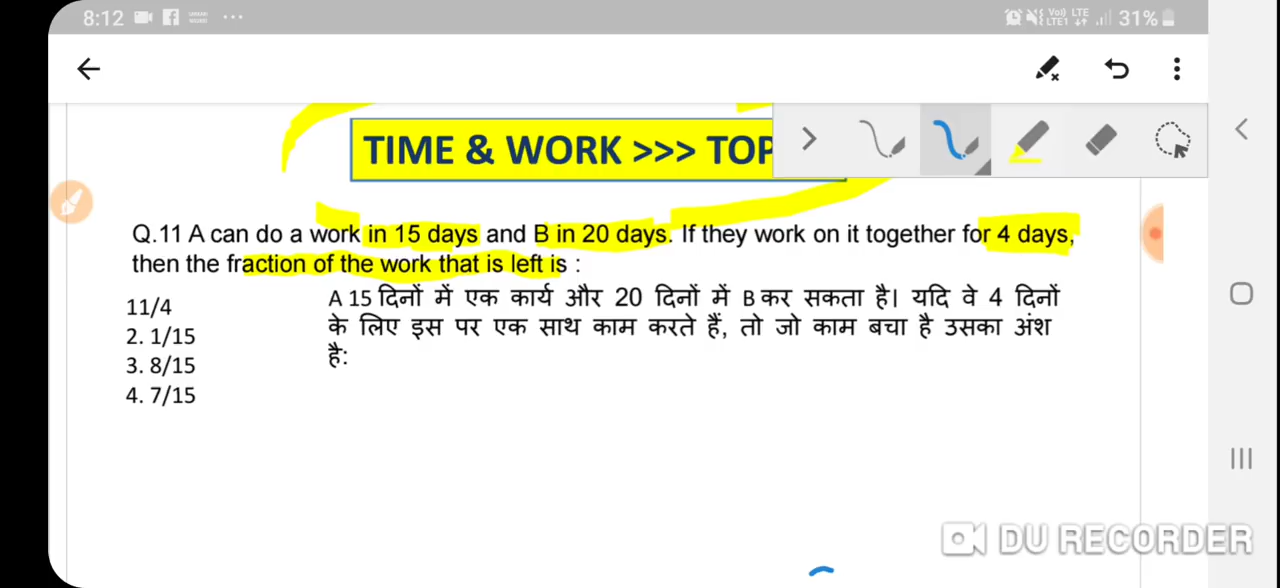 8:12
Vo)) LTE
LTE1 31%
TIME & WORK >>> TOP
Q.11 A can do a work in 15 days and B in 20 days. If they work on it together for 4 days,
then the fraction of the work that is left is :
11/4
2. 1/15
3. 8/15
4. 7/15
A 15 दिनों में एक कार्य और 20 दिनों में B कर सकता है। यदि वे 4 दिनों
के लिए इस पर एक साथ काम करते हैं, तो जो काम बचा है उसका अंश
है:
DU RECORDER